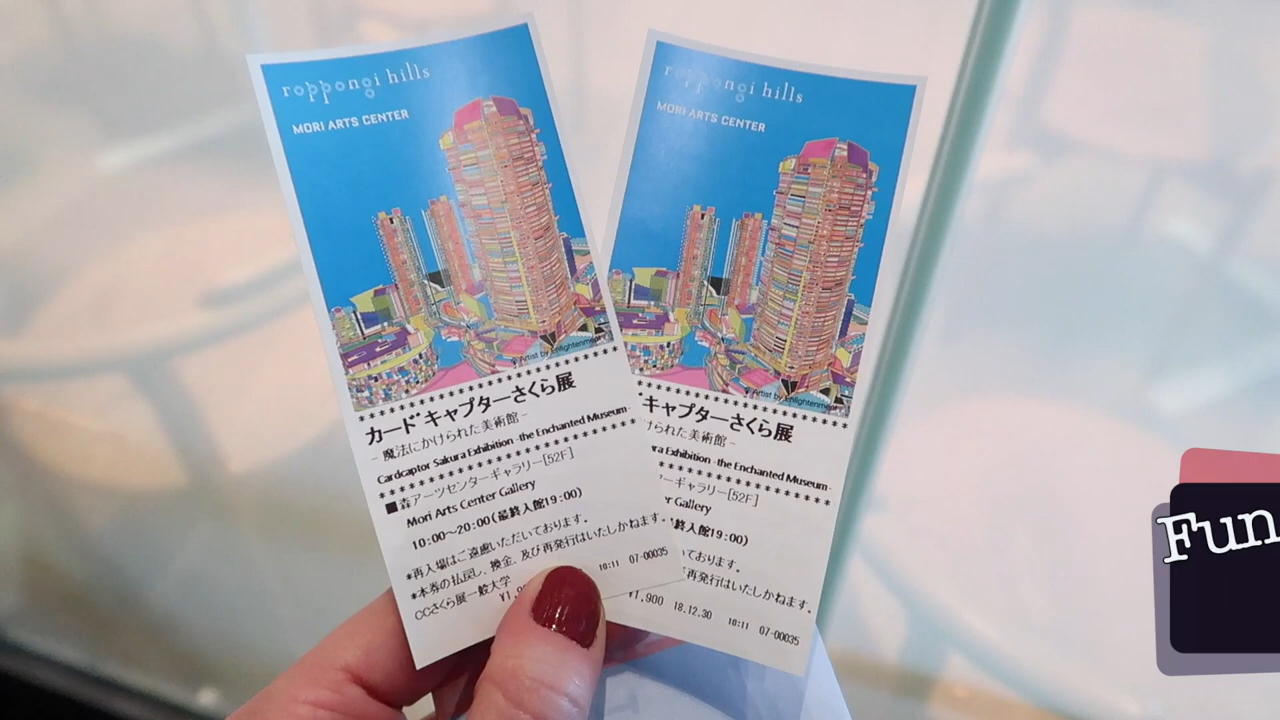 roppongi hills
MORI ARTS CENTER
Artist by Enlightenment
カードキャプターさくら展
- 魔法にかけられた美術館 -
Cardcaptor Sakura Exhibition -the Enchanted Museum-
■森アーツセンターギャラリー[52F]
Mori Arts Center Gallery
10:00～20:00(最終入館19:00)
*再入場はご遠慮いただいております。
*本券の払戻し、換金、及び再発行はいたしかねます。
CCさくら展一般大学
10:11 07-00035
roppongi hills
MORI ARTS CENTER
Artist by Enlightenment
キャプターさくら展
けられた美術館 -
ra Exhibition -the Enchanted Museum-
ーギャラリー[52F]
Gallery
終入館19:00)
ております。
再発行はいたしかねます。
¥1,900 18.12.30 10:11 07-00035
Fun